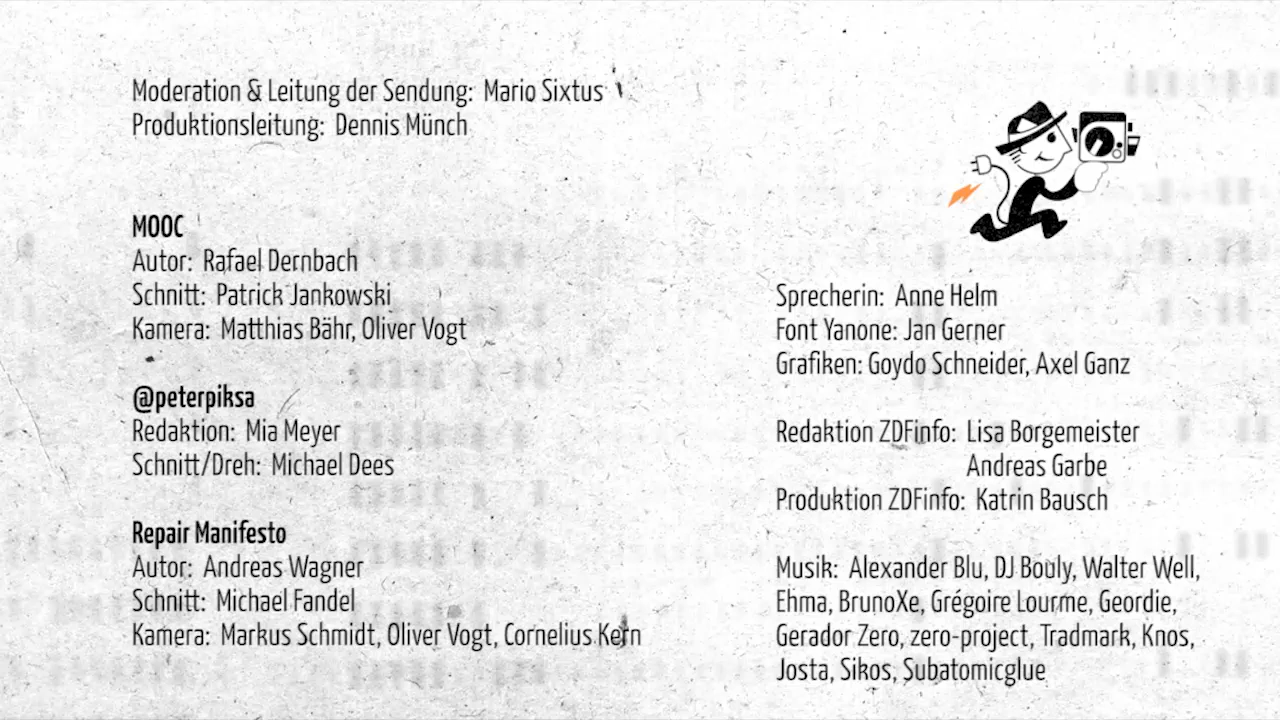 Moderation & Leitung der Sendung: Mario Sixtus
Produktionsleitung: Dennis Münch
MOOC
Autor: Rafael Dernbach
Schnitt: Patrick Jankowski
Kamera: Matthias Bähr, Oliver Vogt
@peterpiksa
Redaktion: Mia Meyer
Schnitt/Dreh: Michael Dees
Repair Manifesto
Autor: Andreas Wagner
Schnitt: Michael Fandel
Kamera: Markus Schmidt, Oliver Vogt, Cornelius Kern
Sprecherin: Anne Helm
Font Yanone: Jan Gerner
Grafiken: Goydo Schneider, Axel Ganz
Redaktion ZDFinfo: Lisa Borgemeister
Andreas Garbe
Produktion ZDFinfo: Katrin Bausch
Musik: Alexander Blu, DJ Bouly, Walter Well,
Ehma, BrunoXe, Grégoire Lourme, Geordie,
Gerador Zero, zero-project, Tradmark, Knos,
Josta, Sikos, Subatomicglue